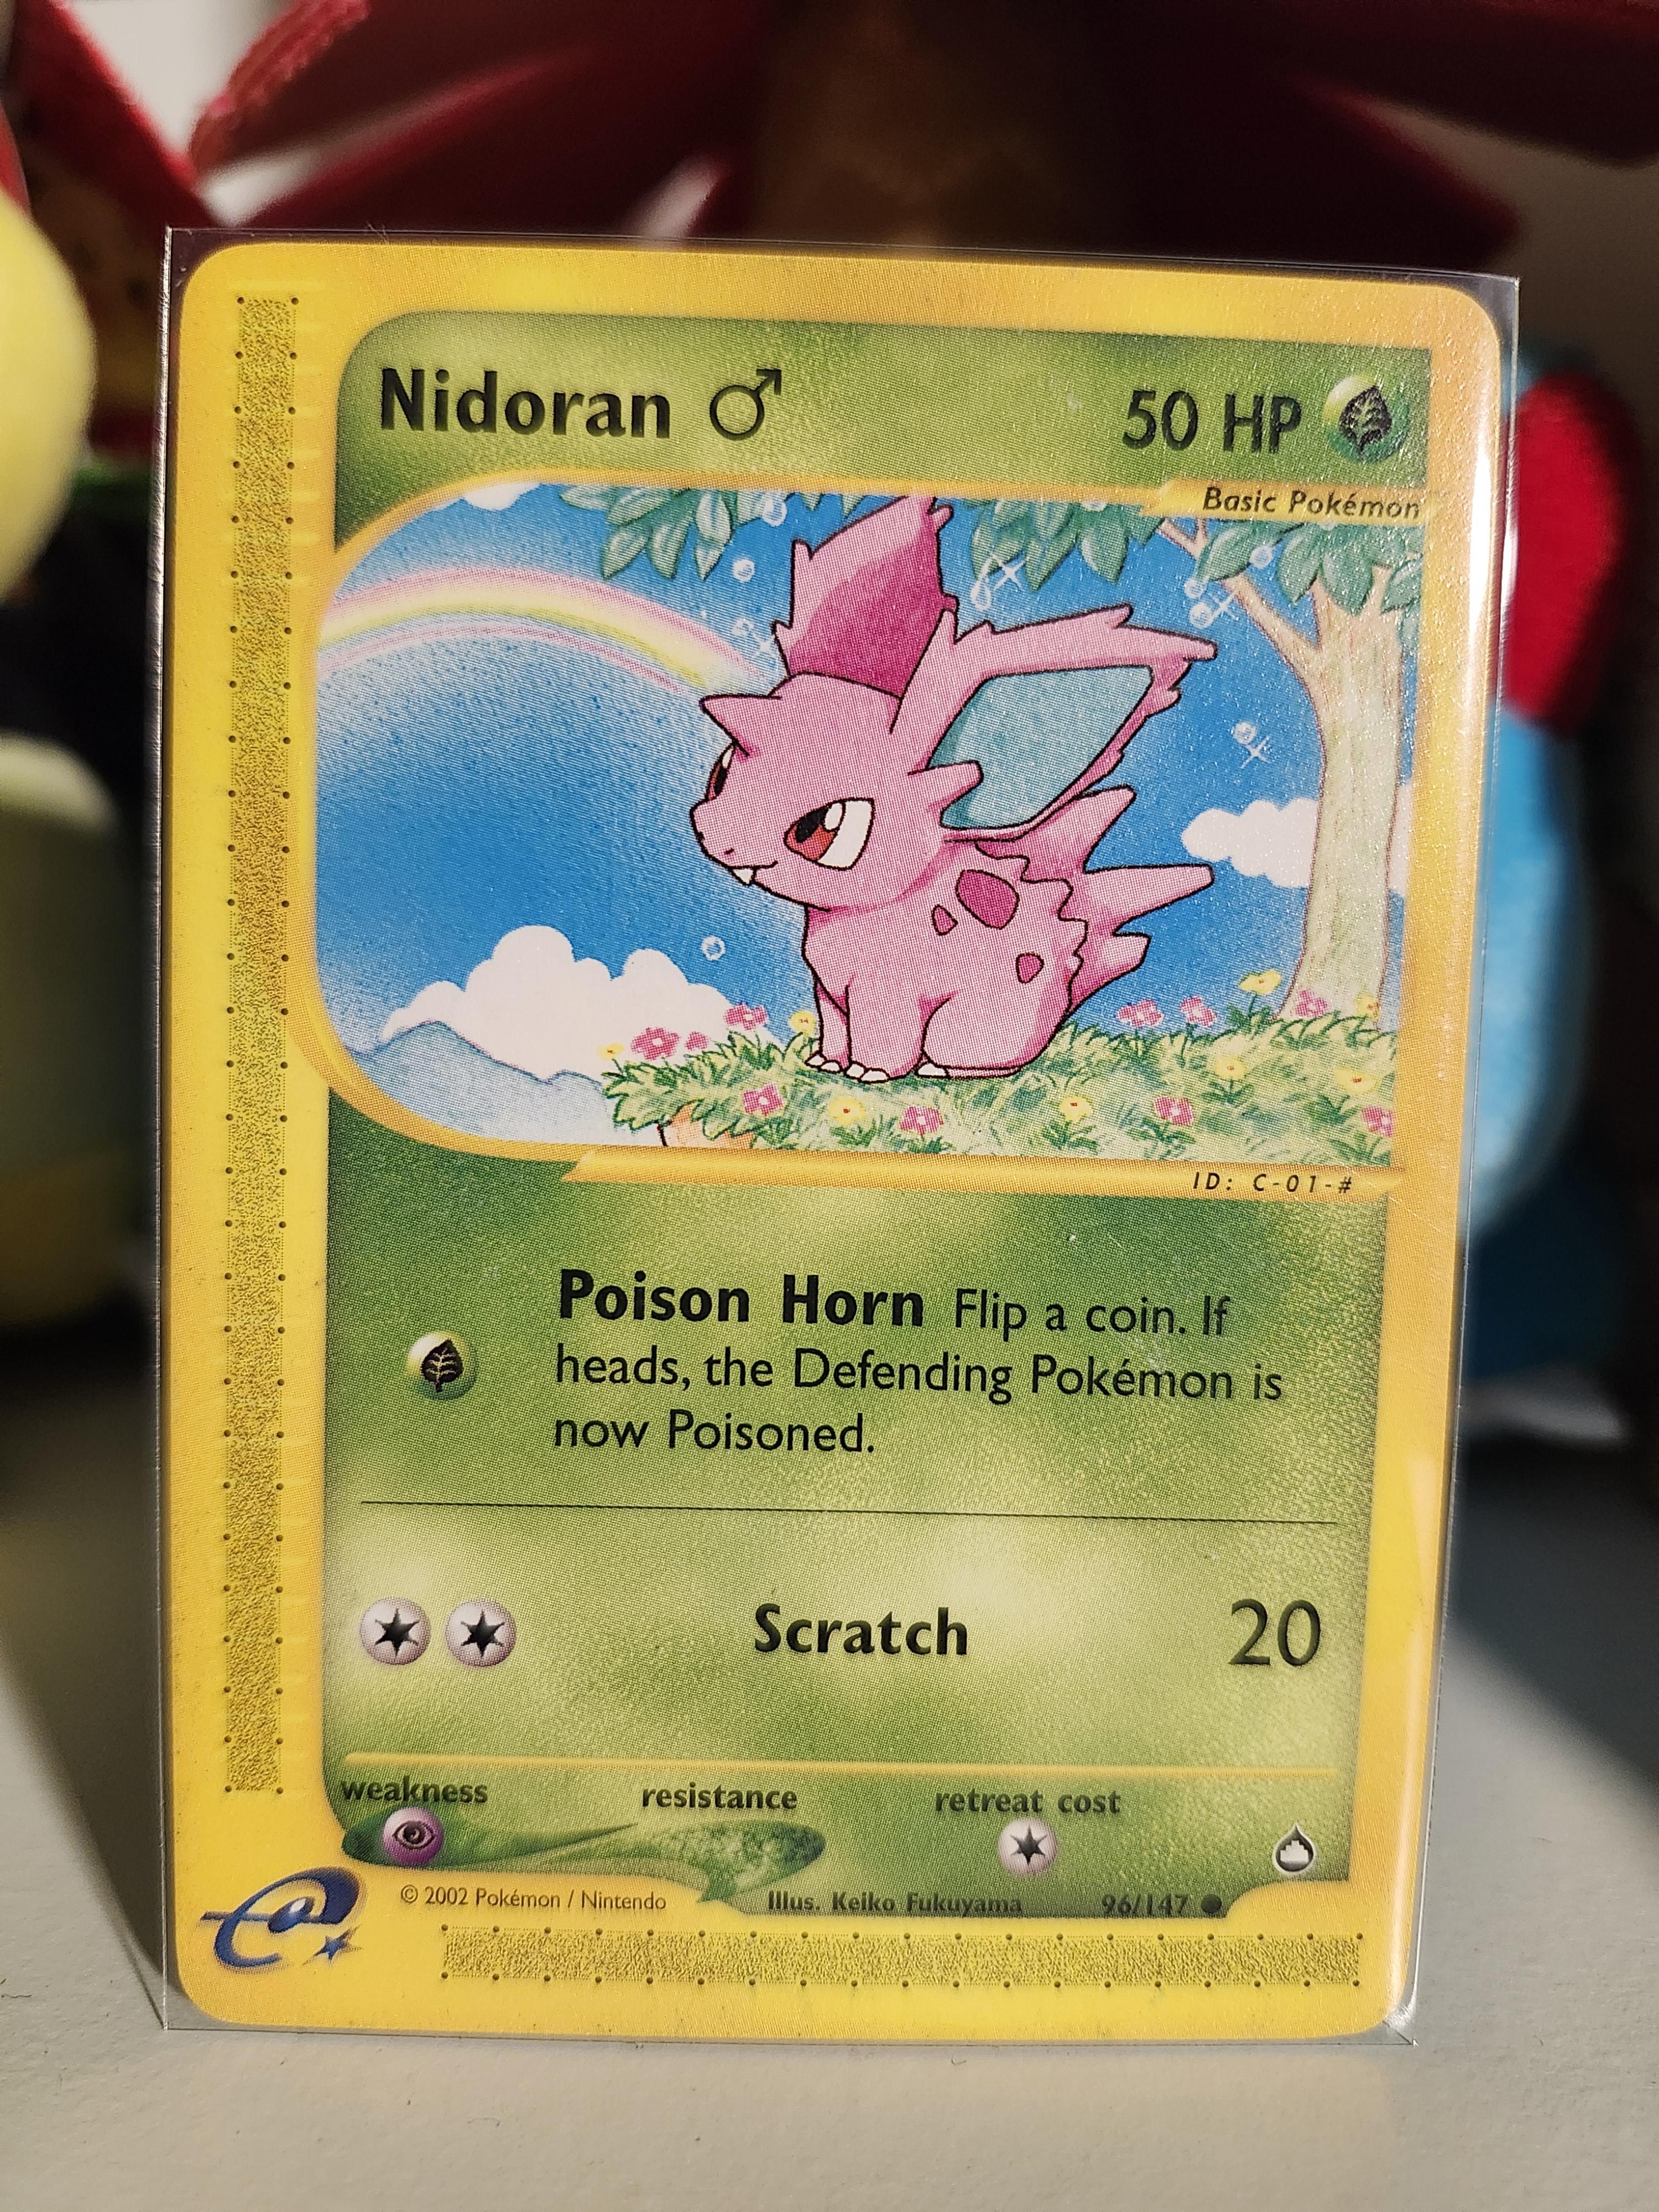 Nidoran ♂ 50 HP
Basic Pokémon
ID: C-01-#
Poison Horn Flip a coin. If
heads, the Defending Pokémon is
now Poisoned.
Scratch 20
weakness resistance retreat cost
© 2002 Pokémon / Nintendo Illus. Keiko Fukuyama 96/147 ●
e